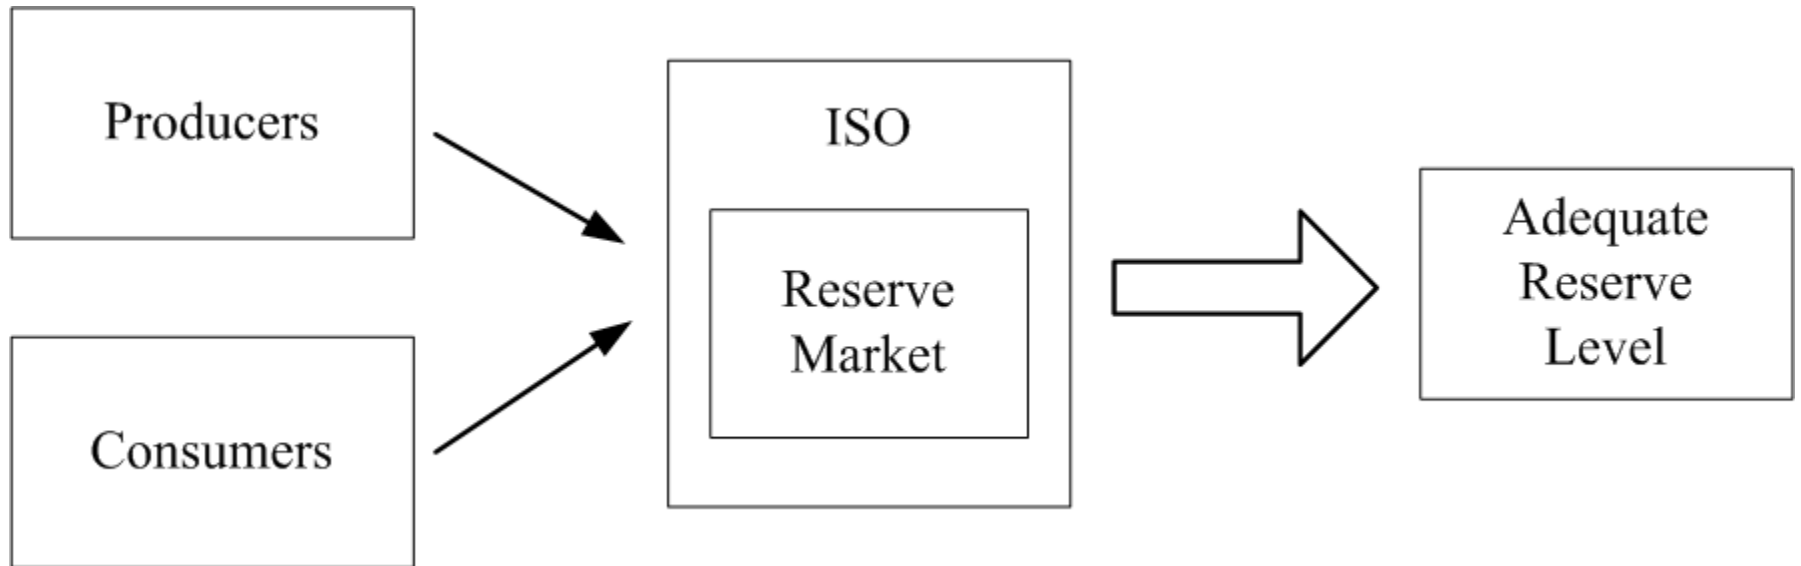 Producers
Consumers
ISO
Reserve
Market
Adequate
Reserve
Level